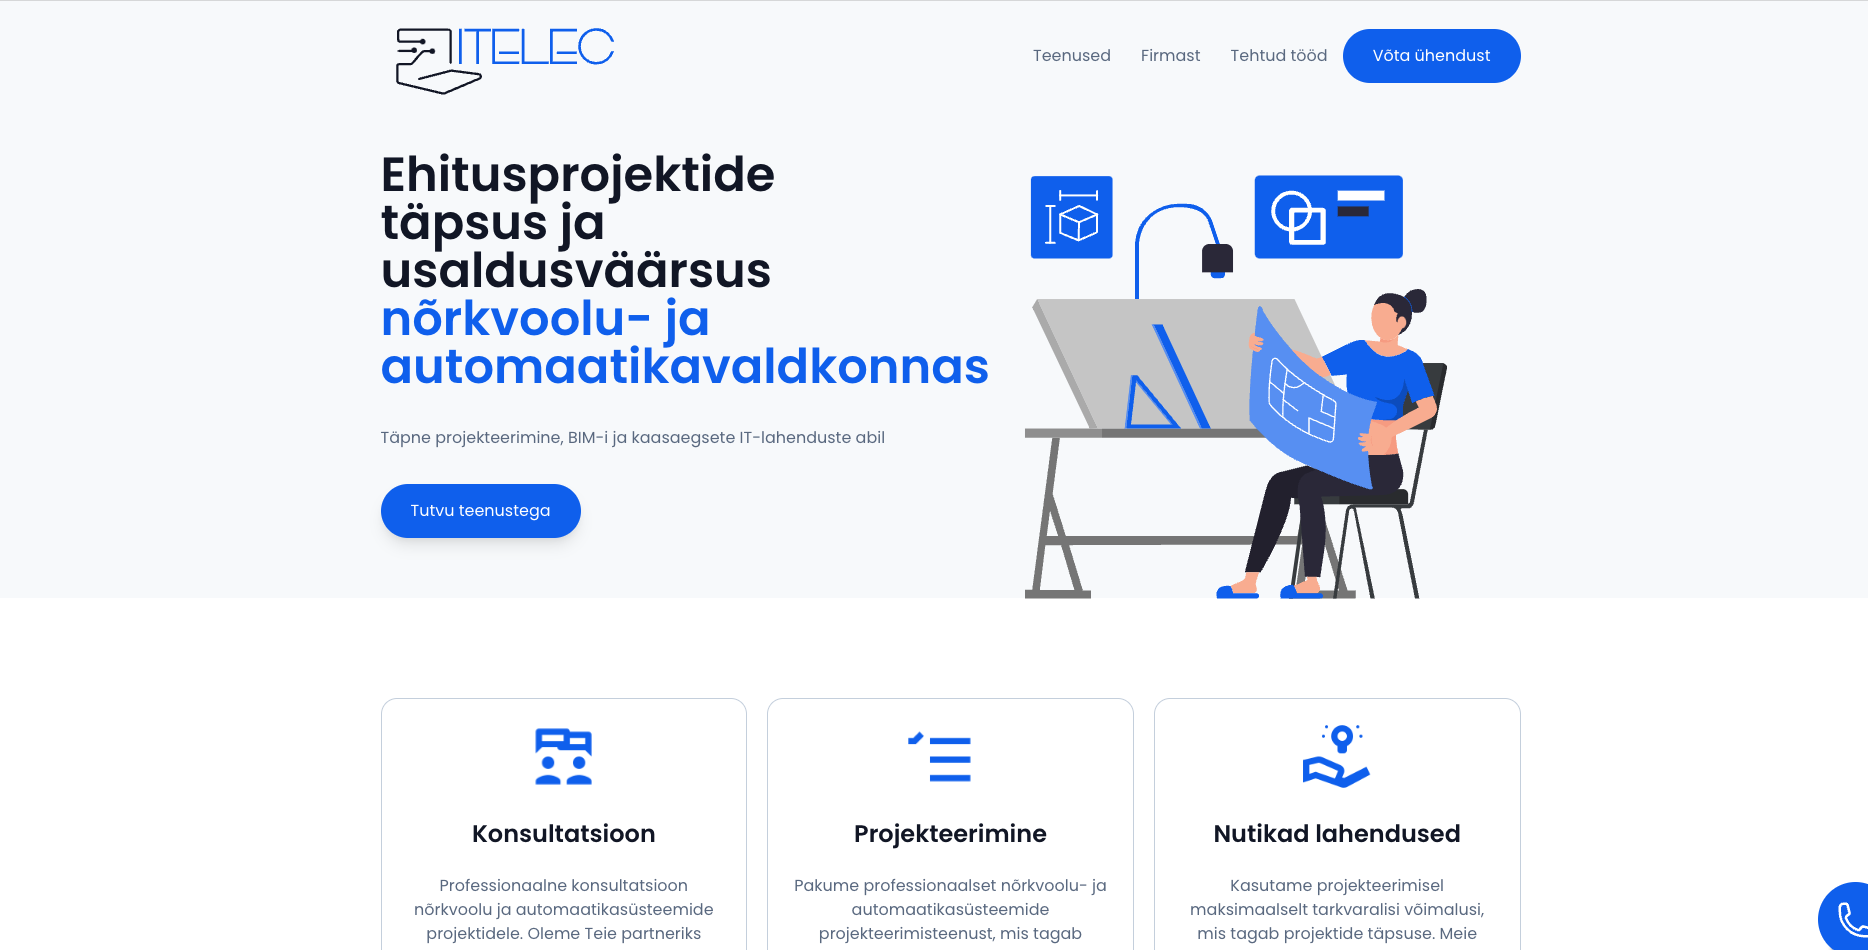 ITELEC
Teenused
Firmast
Tehtud tööd
Võta ühendust
Ehitusprojektide
täpsus ja
usaldusväärsus
nõrkvoolu- ja
automaatikavaldkonnas
Täpne projekteerimine, BIM-i ja kaasaegsete IT-lahenduste abil
Tutvu teenustega
Konsultatsioon
Professionaalne konsultatsioon
nõrkvoolu ja automaatikasüsteemide
projektidele. Oleme Teie partneriks
Projekteerimine
Pakume professionaalset nõrkvoolu- ja
automaatikasüsteemide
projekteerimisteenust, mis tagab
Nutikad lahendused
Kasutame projekteerimisel
maksimaalselt tarkvaralisi võimalusi,
mis tagab projektide täpsuse. Meie